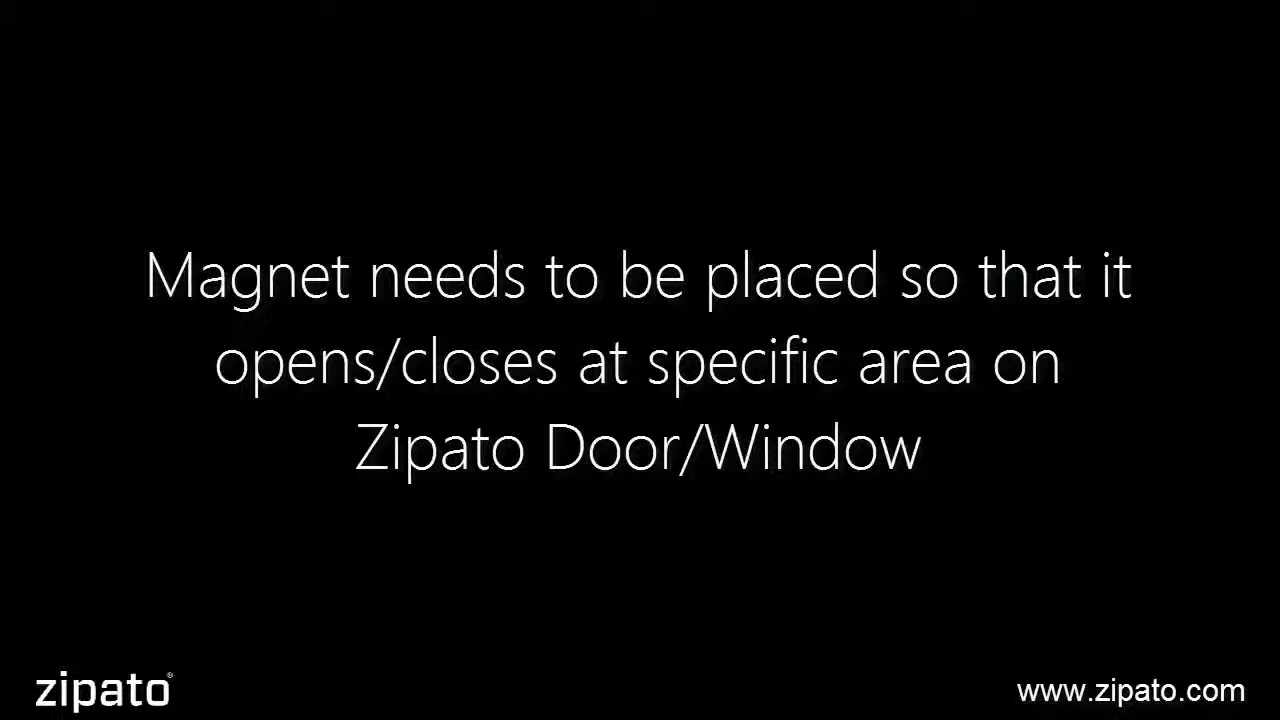 Magnet needs to be placed so that it
opens/closes at specific area on
Zipato Door/Window
zipato®
www.zipato.com